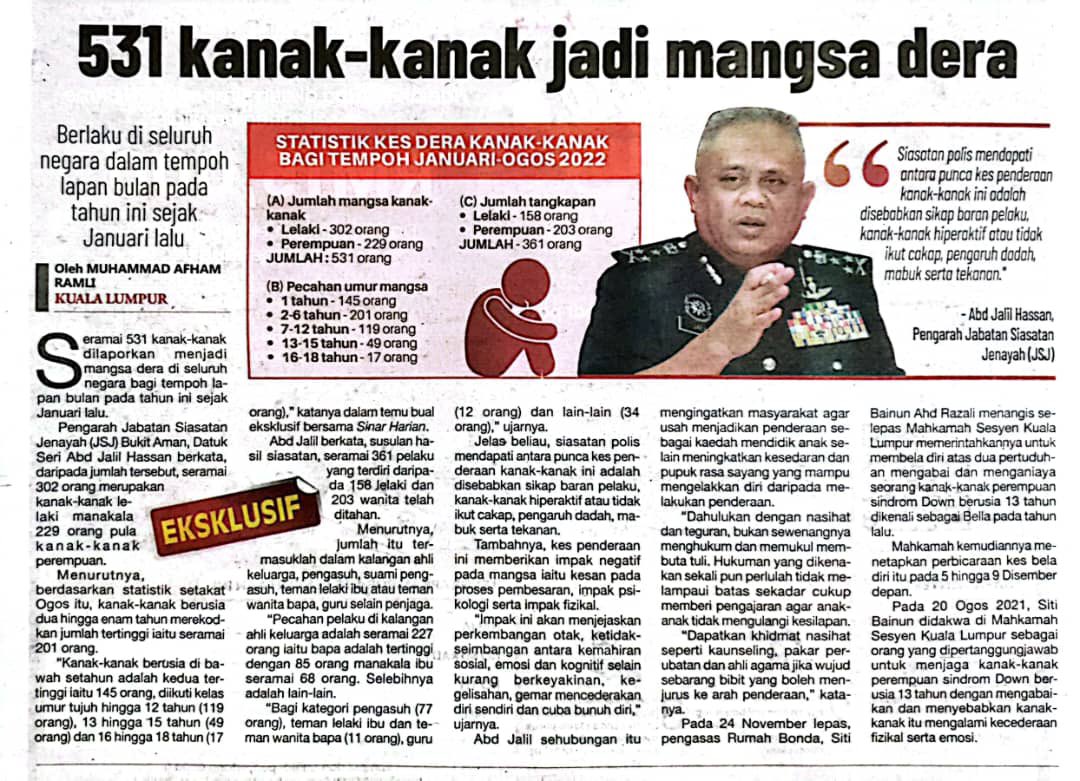 531 kanak-kanak jadi mangsa dera
Berlaku di seluruh
negara dalam tempoh
lapan bulan pada
tahun ini sejak
Januari lalu
Oleh MUHAMMAD AFHAM
RAMLI
KUALA LUMPUR
STATISTIK KES DERA KANAK-KANAK
BAGI TEMPOH JANUARI-OGOS 2022
(A) Jumlah mangsa kanak-
kanak
• Lelaki - 302 orang
• Perempuan - 229 orang
JUMLAH : 531 orang
(B) Pecahan umur mangsa
• 1 tahun - 145 orang
• 2-6 tahun - 201 orang
• 7-12 tahun - 119 orang
• 13-15 tahun - 49 orang
• 16-18 tahun - 17 orang
(C) Jumlah tangkapan
• Lelaki - 158 orang
• Perempuan - 203 orang
JUMLAH - 361 orang
“Siasatan polis mendapati
antara punca kes penderaan
kanak-kanak ini adalah
disebabkan sikap baran pelaku,
kanak-kanak hiperaktif atau tidak
ikut cakap, pengaruh dadah,
mabuk serta tekanan."
- Abd Jalil Hassan,
Pengarah Jabatan Siasatan
Jenayah (JSJ)
Seramai 531 kanak-kanak
dilaporkan menjadi
mangsa dera di seluruh
negara bagi tempoh la-
pan bulan pada tahun ini sejak
Januari lalu.
Pengarah Jabatan Siasatan
Jenayah (JSJ) Bukit Aman, Datuk
Seri Abd Jalil Hassan berkata,
daripada jumlah tersebut, seramai
302 orang merupakan
kanak-kanak le-
laki manakala
229 orang pula
kanak-kanak
perempuan.
Menurutnya,
berdasarkan statistik setakat
Ogos itu, kanak-kanak berusia
dua hingga enam tahun merekod-
kan jumlah tertinggi iaitu seramai
201 orang.
"Kanak-kanak berusia di ba-
wah setahun adalah kedua ter-
tinggi iaitu 145 orang, diikuti kelas
umur tujuh hingga 12 tahun (119
orang), 13 hingga 15 tahun (49
orang) dan 16 hingga 18 tahun (17
EKSKLUSIF
orang)," katanya dalam temu bual
eksklusif bersama Sinar Harian.
Abd Jalil berkata, susulan ha-
sil siasatan, seramai 361 pelaku
yang terdiri daripa-
da 158 lelaki dan
203 wanita telah
ditahan.
Menurutnya,
jumlah itu ter-
masuklah dalam kalangan ahli
keluarga, pengasuh, suami peng-
asuh, teman lelaki ibu atau teman
wanita bapa, guru selain penjaga.
"Pecahan pelaku di kalangan
ahli keluarga adalah seramai 227
orang iaitu bapa adalah tertinggi
dengan 85 orang manakala ibu
seramai 68 orang. Selebihnya
adalah lain-lain.
"Bagi kategori pengasuh (77
orang), teman lelaki ibu dan te-
man wanita bapa (11 orang), guru
(12 orang) dan lain-lain (34
orang)," ujarnya.
Jelas beliau, siasatan polis
mendapati antara punca kes pen-
deraan kanak-kanak ini adalah
disebabkan sikap baran pelaku,
kanak-kanak hiperaktif atau tidak
ikut cakap, pengaruh dadah, ma-
buk serta tekanan.
Tambahnya, kes penderaan
ini memberikan impak negatif
pada mangsa iaitu kesan pada
proses pembesaran, impak psi-
kologi serta impak fizikal.
"Impak ini akan menjejaskan
perkembangan otak, ketidak-
seimbangan antara kemahiran
sosial, emosi dan kognitif selain
kurang berkeyakinan, ke-
gelisahan, gemar mencederakan
diri sendiri dan cuba bunuh diri,"
ujarnya.
Abd Jalil sehubungan itu
mengingatkan masyarakat agar
usah menjadikan penderaan se-
bagai kaedah mendidik anak se-
lain meningkatkan kesedaran dan
pupuk rasa sayang yang mampu
mengelakkan diri daripada me-
lakukan penderaan.
"Dahulukan dengan nasihat
dan teguran, bukan sewenangnya
menghukum dan memukul mem-
buta tuli. Hukuman yang dikena-
kan sekali pun perlulah tidak me-
lampaui batas sekadar cukup
memberi pengajaran agar anak-
anak tidak mengulangi kesilapan.
"Dapatkan khidmat nasihat
seperti kaunseling, pakar per-
ubatan dan ahli agama jika wujud
sebarang bibit yang boleh men-
jurus ke arah penderaan," kata-
nya.
Pada 24 November lepas,
pengasas Rumah Bonda, Siti
Bainun Ahd Razali menangis se-
lepas Mahkamah Sesyen Kuala
Lumpur memerintahkannya untuk
membela diri atas dua pertuduh-
an mengabai dan menganiaya
seorang kanak-kanak perempuan
sindrom Down berusia 13 tahun
dikenali sebagai Bella pada tahun
lalu.
Mahkamah kemudiannya me-
netapkan perbicaraan kes bela
diri itu pada 5 hingga 9 Disember
depan.
Pada 20 Ogos 2021, Siti
Bainun didakwa di Mahkamah
Sesyen Kuala Lumpur sebagai
orang yang dipertanggungjawab
untuk menjaga kanak-kanak
perempuan sindrom Down ber-
usia 13 tahun dengan mengabai-
kan dan menyebabkan kanak-
kanak itu mengalami kecederaan
fizikal serta emosi.